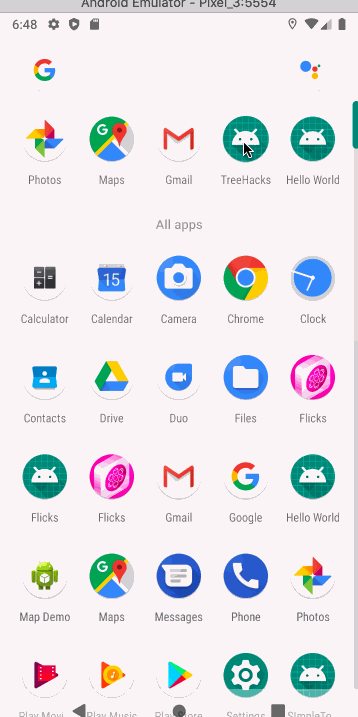 Android Emulator - Pixel_3:5554
6:48
G
Photos Maps Gmail TreeHacks Hello World
All apps
15
Calculator Calendar Camera Chrome Clock
Contacts Drive Duo Files Flicks
Flicks Flicks Gmail Google Hello World
Map Demo Maps Messages Phone Photos
Play Movi Play Music Play Store Settings SimpleTo